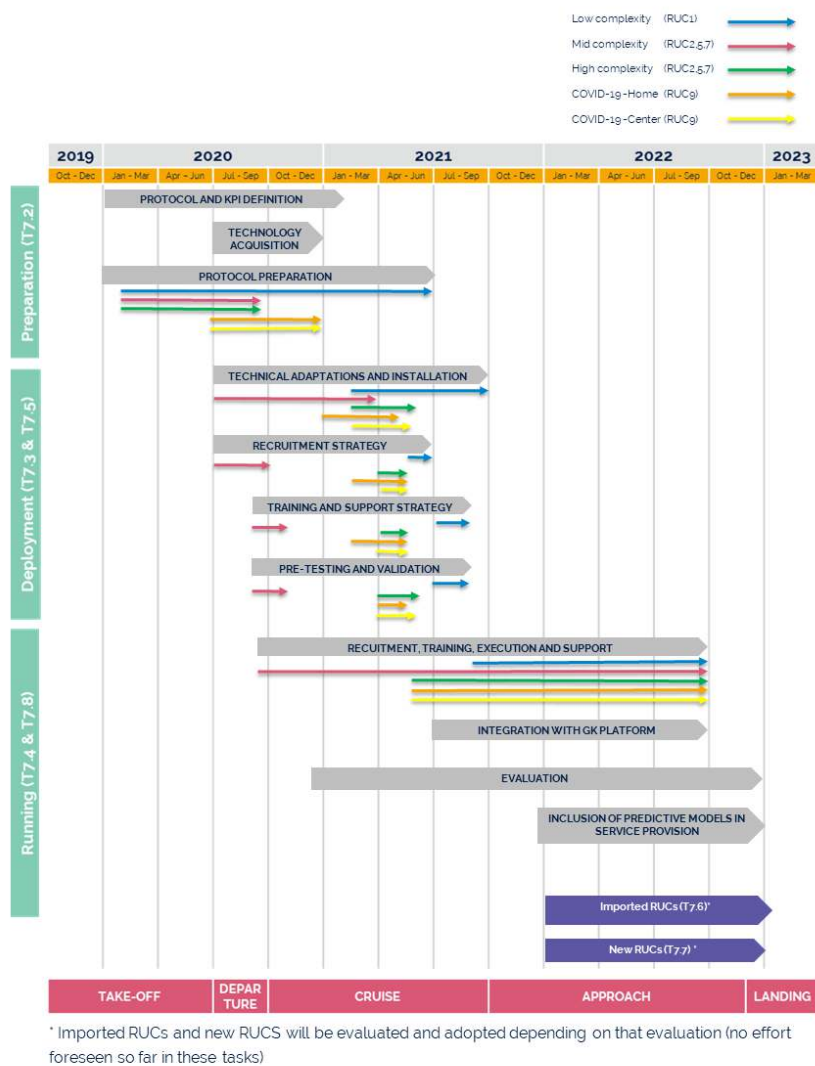 Low complexity (RUC1)
Mid complexity (RUC2,5,7)
High complexity (RUC2,5,7)
COVID-19-Home (RUC9)
COVID-19-Center (RUC9)
2019 2020 2021 2022 2023
Oct - Dec Jan - Mar Apr - Jun Jul - Sep Oct - Dec Jan - Mar Apr - Jun Jul - Sep Oct - Dec Jan - Mar Apr - Jun Jul - Sep Oct - Dec Jan - Mar
Preparation (T7.2)
PROTOCOL AND KPI DEFINITION
TECHNOLOGY
ACQUISITION
PROTOCOL PREPARATION
Deployment (T7.3 & T7.5)
TECHNICAL ADAPTATIONS AND INSTALLATION
RECRUITMENT STRATEGY
TRAINING AND SUPPORT STRATEGY
PRE-TESTING AND VALIDATION
Running (T7.4 & T7.8)
RECUITMENT, TRAINING, EXECUTION AND SUPPORT
INTEGRATION WITH GK PLATFORM
EVALUATION
INCLUSION OF PREDICTIVE MODELS IN
SERVICE PROVISION
Imported RUCs (T7.6)*
New RUCs (T7.7) *
TAKE-OFF DEPAR CRUISE APPROACH LANDING
TURE
* Imported RUCs and new RUCS will be evaluated and adopted depending on that evaluation (no effort
foreseen so far in these tasks)